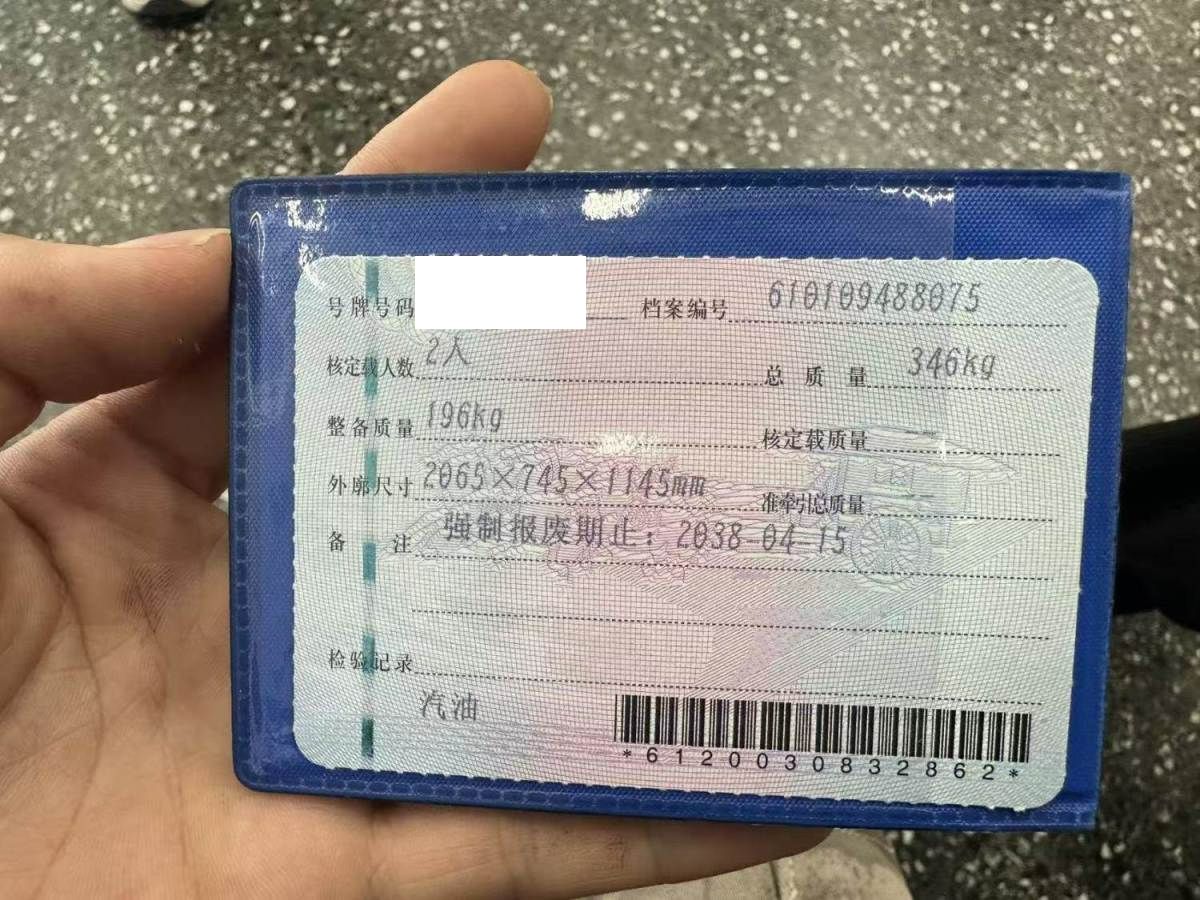 号牌号码 档案编号 610109488075
核定载人数 2人 总质量 346kg
整备质量 196kg 核定载质量
外廓尺寸 2065×745×1145mm 准牵引总质量
备注 强制报废期止：2038-04-15
检验记录
汽油
*6120030832862*